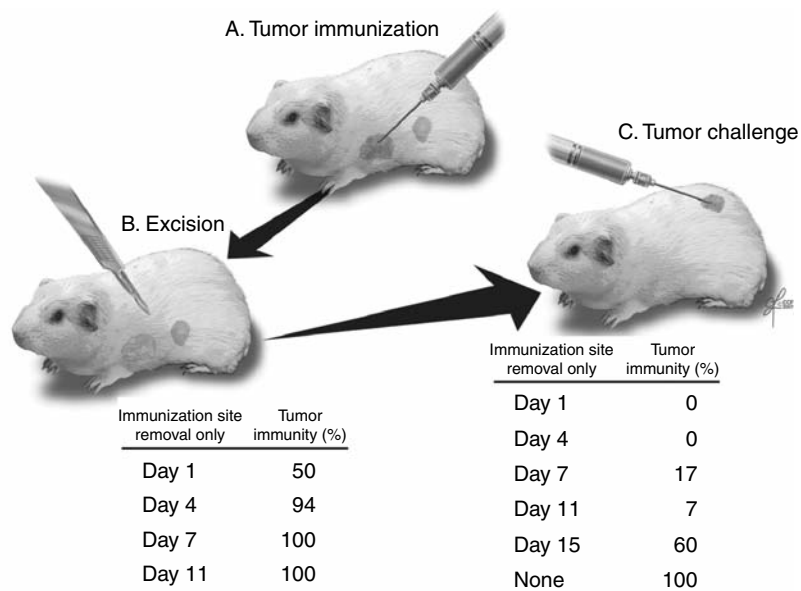 A. Tumor immunization
C. Tumor challenge
B. Excision
Immunization site Tumor
removal only immunity (%)
Day 1 50
Day 4 94
Day 7 100
Day 11 100
Immunization site Tumor
removal only immunity (%)
Day 1 0
Day 4 0
Day 7 17
Day 11 7
Day 15 60
None 100